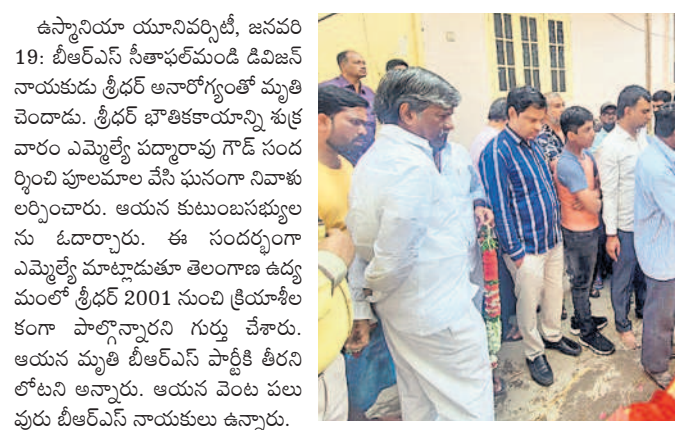 ఉస్మానియా యూనివర్సిటీ, జనవరి
19: బీఆర్ఎస్ సీతాఫల్‌మండి డివిజన్
నాయకుడు శ్రీధర్ అనారోగ్యంతో మృతి
చెందాడు. శ్రీధర్ భౌతికకాయాన్ని శుక్ర
వారం ఎమ్మెల్యే పద్మారావు గౌడ్ సంద
ర్శించి పూలమాల వేసి ఘనంగా నివాళు
లర్పించారు. ఆయన కుటుంబసభ్యుల
ను ఓదార్చారు. ఈ సందర్భంగా
ఎమ్మెల్యే మాట్లాడుతూ తెలంగాణ ఉద్య
మంలో శ్రీధర్ 2001 నుంచి క్రియాశీల
కంగా పాల్గొన్నారని గుర్తు చేశారు.
ఆయన మృతి బీఆర్ఎస్ పార్టీకి తీరని
లోటని అన్నారు. ఆయన వెంట పలు
వురు బీఆర్ఎస్ నాయకులు ఉన్నారు.